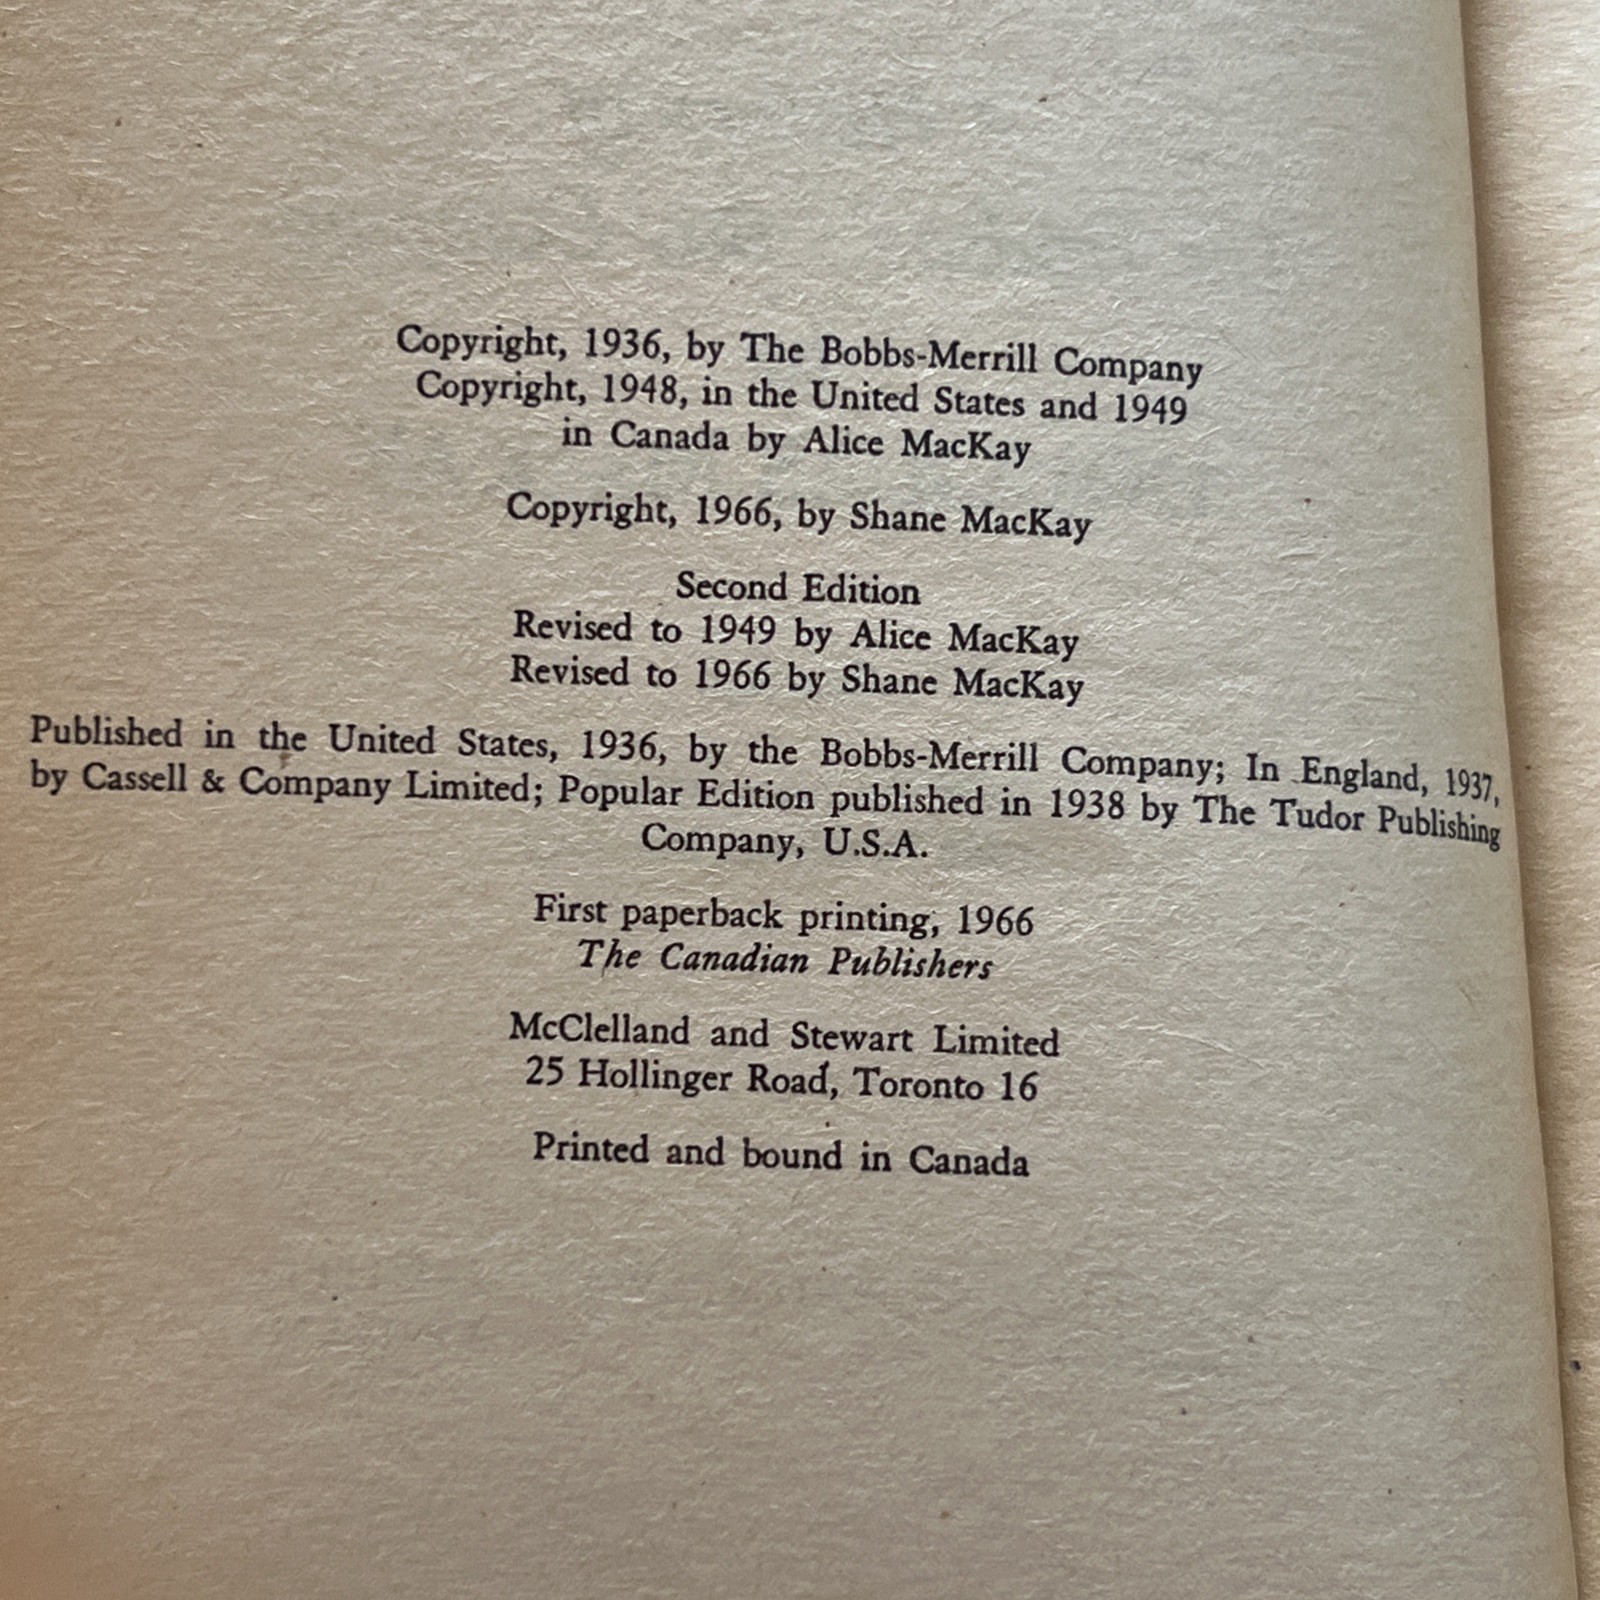 Copyright, 1936, by The Bobbs-Merrill Company
Copyright, 1948, in the United States and 1949
in Canada by Alice MacKay
Copyright, 1966, by Shane MacKay
Second Edition
Revised to 1949 by Alice MacKay
Revised to 1966 by Shane MacKay
Published in the United States, 1936, by the Bobbs-Merrill Company; In England, 1937,
by Cassell & Company Limited; Popular Edition published in 1938 by The Tudor Publishing
Company, U.S.A.
First paperback printing, 1966
The Canadian Publishers
McClelland and Stewart Limited
25 Hollinger Road, Toronto 16
Printed and bound in Canada